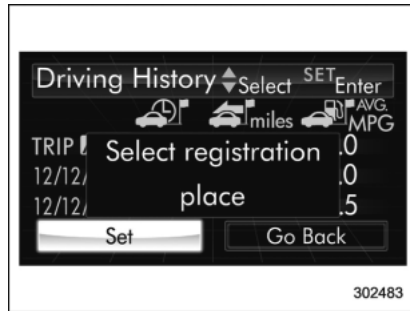 Driving History Select SET Enter
miles AVG. MPG
TRIP .0
Select registration
12/12/ .0
place
12/12/ .5
Set Go Back
302483